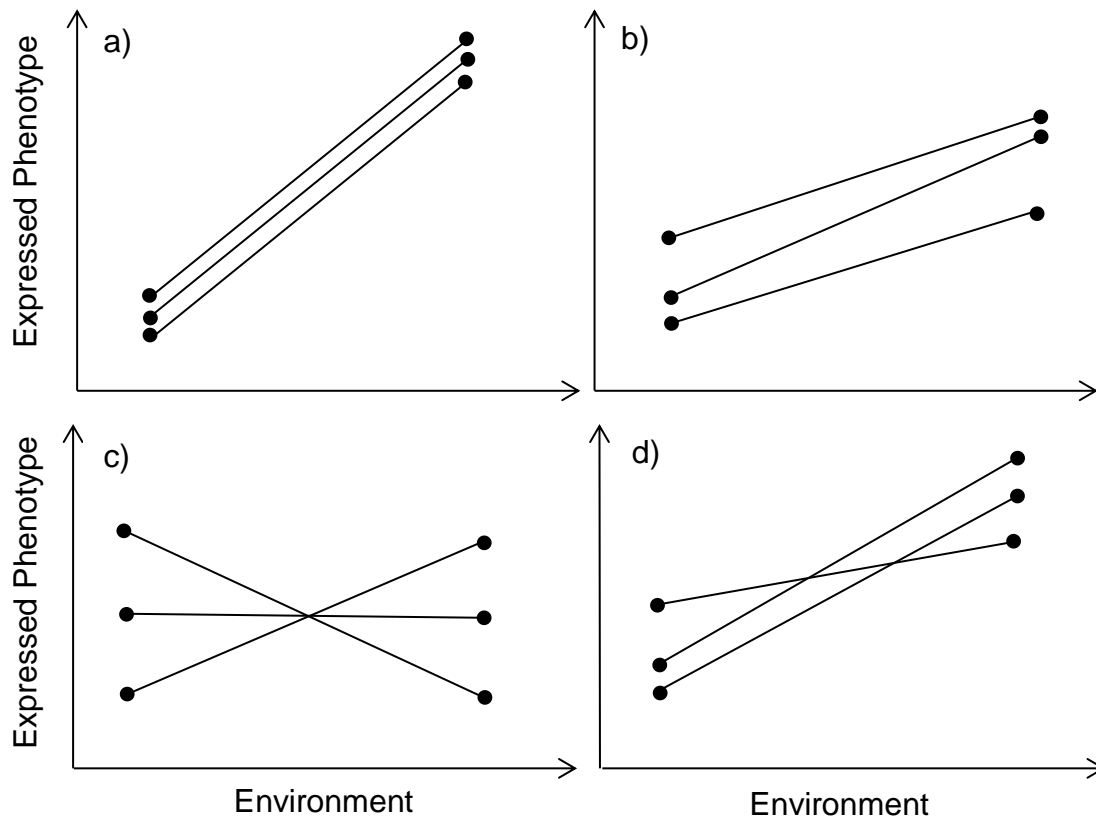 a)
b)
Expressed Phenotype
c)
d)
Expressed Phenotype
Environment
Environment